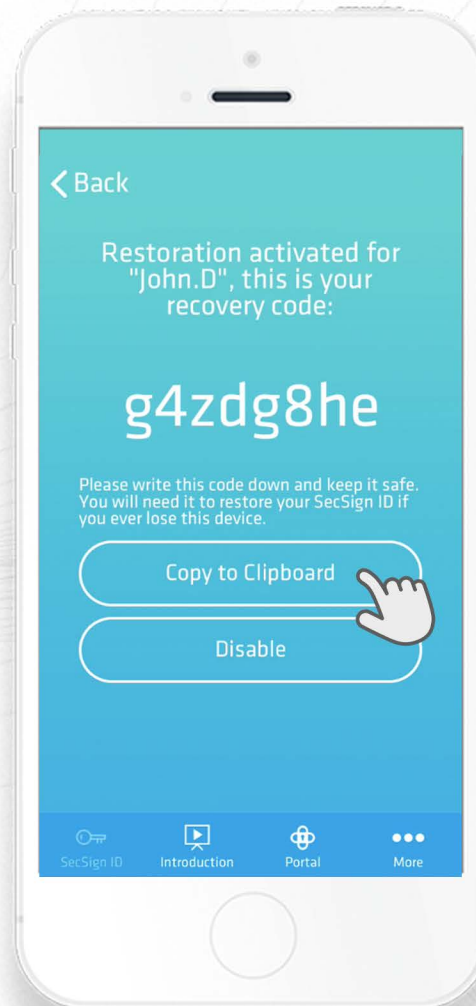 Back
Restoration activated for
"John.D", this is your
recovery code:
g4zdg8he
Please write this code down and keep it safe.
You will need it to restore your SecSign ID if
you ever lose this device.
Copy to Clipboard
Disable
SecSign ID
Introduction
Portal
More